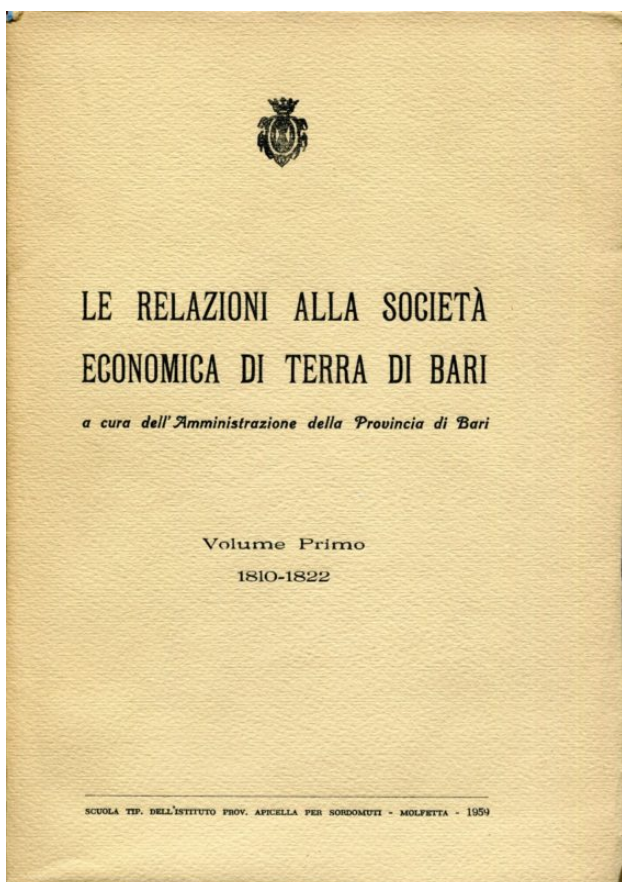 LE RELAZIONI ALLA SOCIETÀ
ECONOMICA DI TERRA DI BARI
a cura dell'Amministrazione della Provincia di Bari
Volume Primo
1810-1822
SCUOLA TIP. DELL'ISTITUTO PROV. APICELLA PER SORDOMUTI - MOLFETTA - 1959